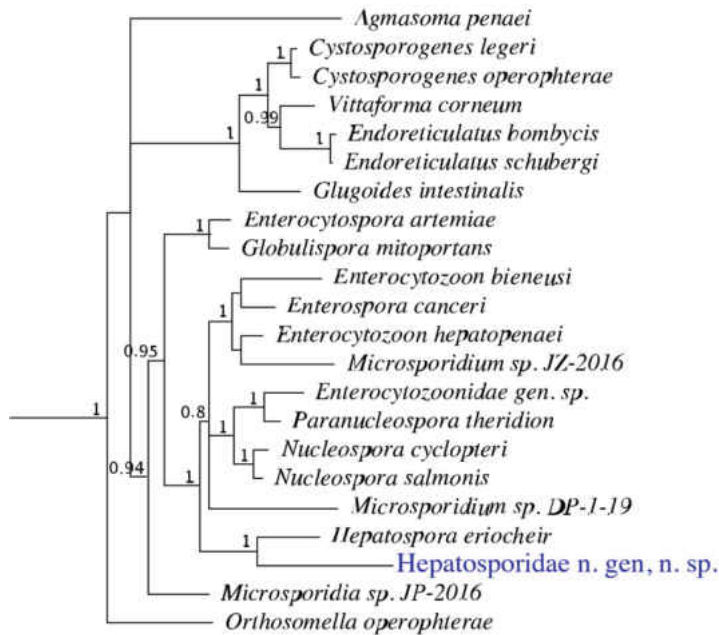 Agmasoma penaei
Cystosporogenes legeri
1
Cystosporogenes operophterae
1
Vittaforma corneum
0.99
1
Endoreticulatus bombycis
1
Endoreticulatus schubergi
Glugoides intestinalis
Enterocytospora artemiae
1
Globulispora mitoportans
Enterocytozoon bieneusi
Enterospora canceri
1
Enterocytozoon hepatopenaei
0.95
Microsporidium sp. JZ-2016
Enterocytozoonidae gen. sp.
1
1
0.8
Paranucleospora theridion
1
Nucleospora cyclopteri
1
0.94
1
Nucleospora salmonis
Microsporidium sp. DP-1-19
Hepatospora eriocheir
1
Hepatosporidae n. gen, n. sp.
Microsporidia sp. JP-2016
Orthosomella operophterae